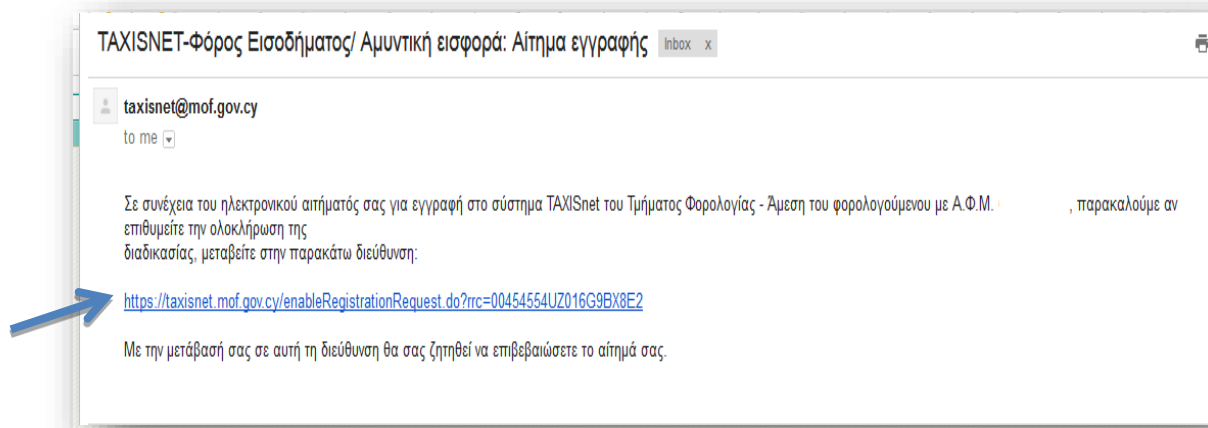 TAXISNET-Φόρος Εισοδήματος/ Αμυντική εισφορά: Αίτημα εγγραφής Inbox x
taxisnet@mof.gov.cy
to me
Σε συνέχεια του ηλεκτρονικού αιτήματός σας για εγγραφή στο σύστημα TAXISnet του Τμήματος Φορολογίας - Άμεση του φορολογούμενου με Α.Φ.Μ. , παρακαλούμε αν
επιθυμείτε την ολοκλήρωση της
διαδικασίας, μεταβείτε στην παρακάτω διεύθυνση:
https://taxisnet.mof.gov.cy/enableRegistrationRequest.do?rrc=00454554UZ016G9BX8E2
Με την μετάβασή σας σε αυτή τη διεύθυνση θα σας ζητηθεί να επιβεβαιώσετε το αίτημά σας.